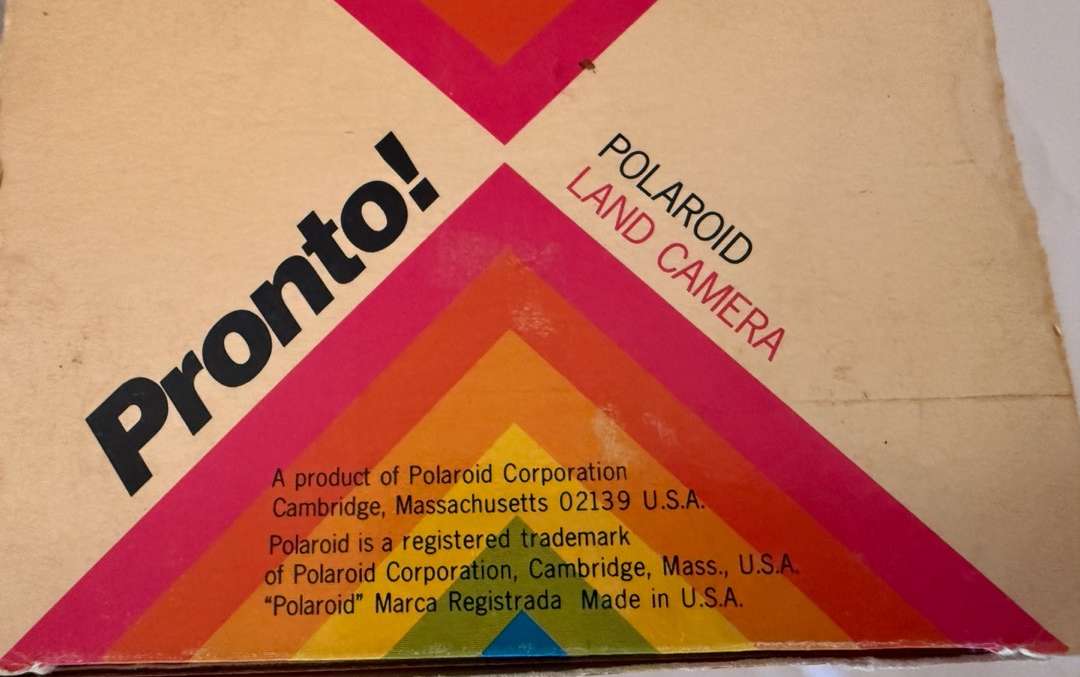 Pronto!
POLAROID
LAND CAMERA
A product of Polaroid Corporation
Cambridge, Massachusetts 02139 U.S.A.
Polaroid is a registered trademark
of Polaroid Corporation, Cambridge, Mass., U.S.A.
“Polaroid” Marca Registrada Made in U.S.A.